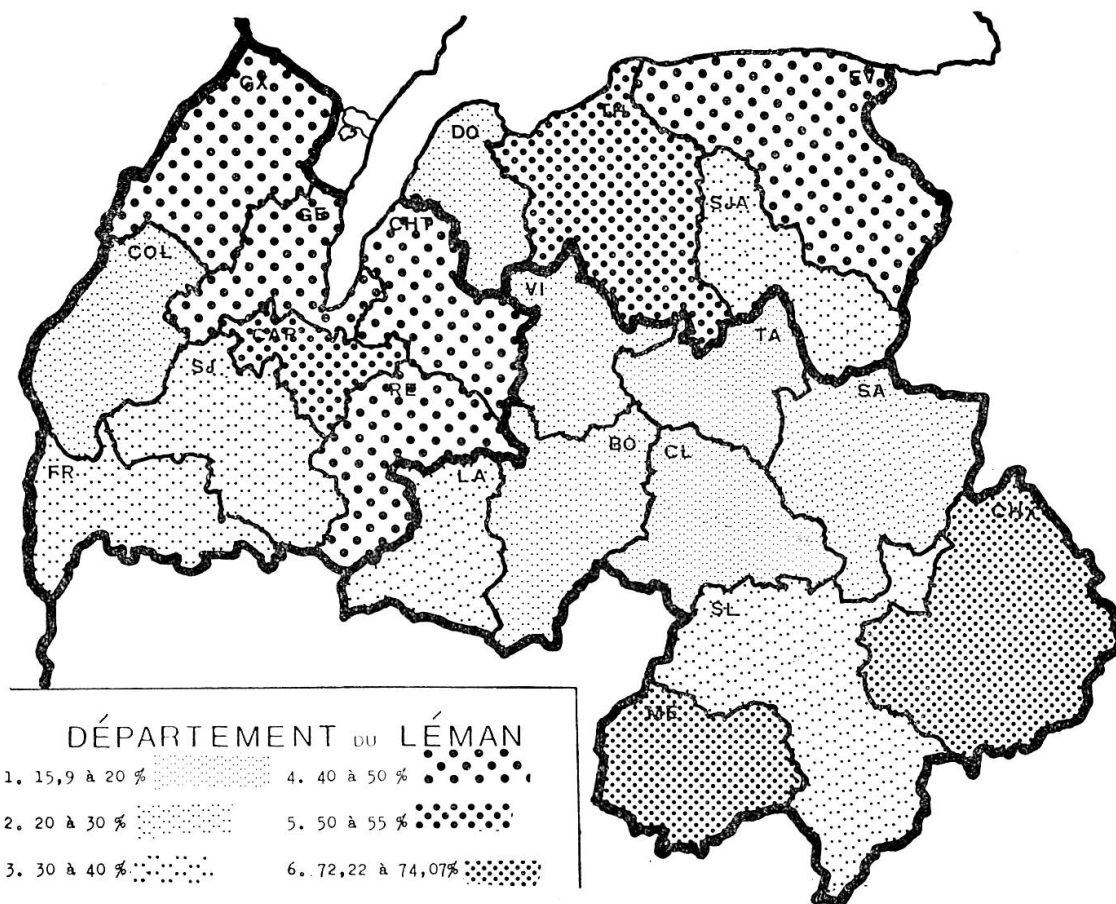 GX
EV
TH
DO
GE
SJA
CHT
COL
VI
CAR
TA
SJ
RE
SA
BO
CL
FR
LA
CHX
SL
ME
DÉPARTEMENT DU LÉMAN
1. 15,9 à 20 %
4. 40 à 50 %
2. 20 à 30 %
5. 50 à 55 %
3. 30 à 40 %
6. 72,22 à 74,07%